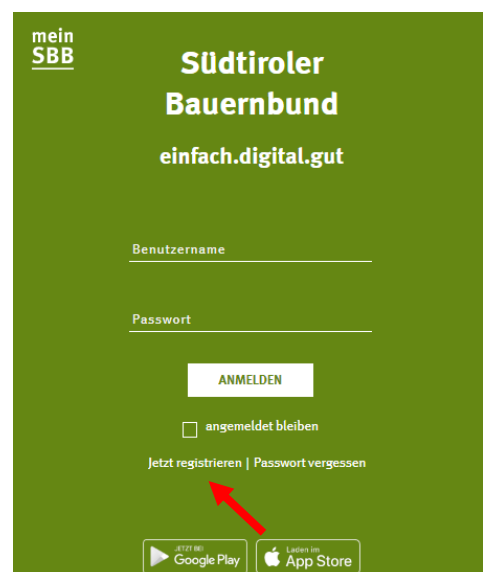 mein
SBB
Südtiroler
Bauernbund
einfach.digital.gut
Benutzername
Passwort
ANMELDEN
angemeldet bleiben
Jetzt registrieren | Passwort vergessen
JETZT BEI
Google Play
Laden im
App Store